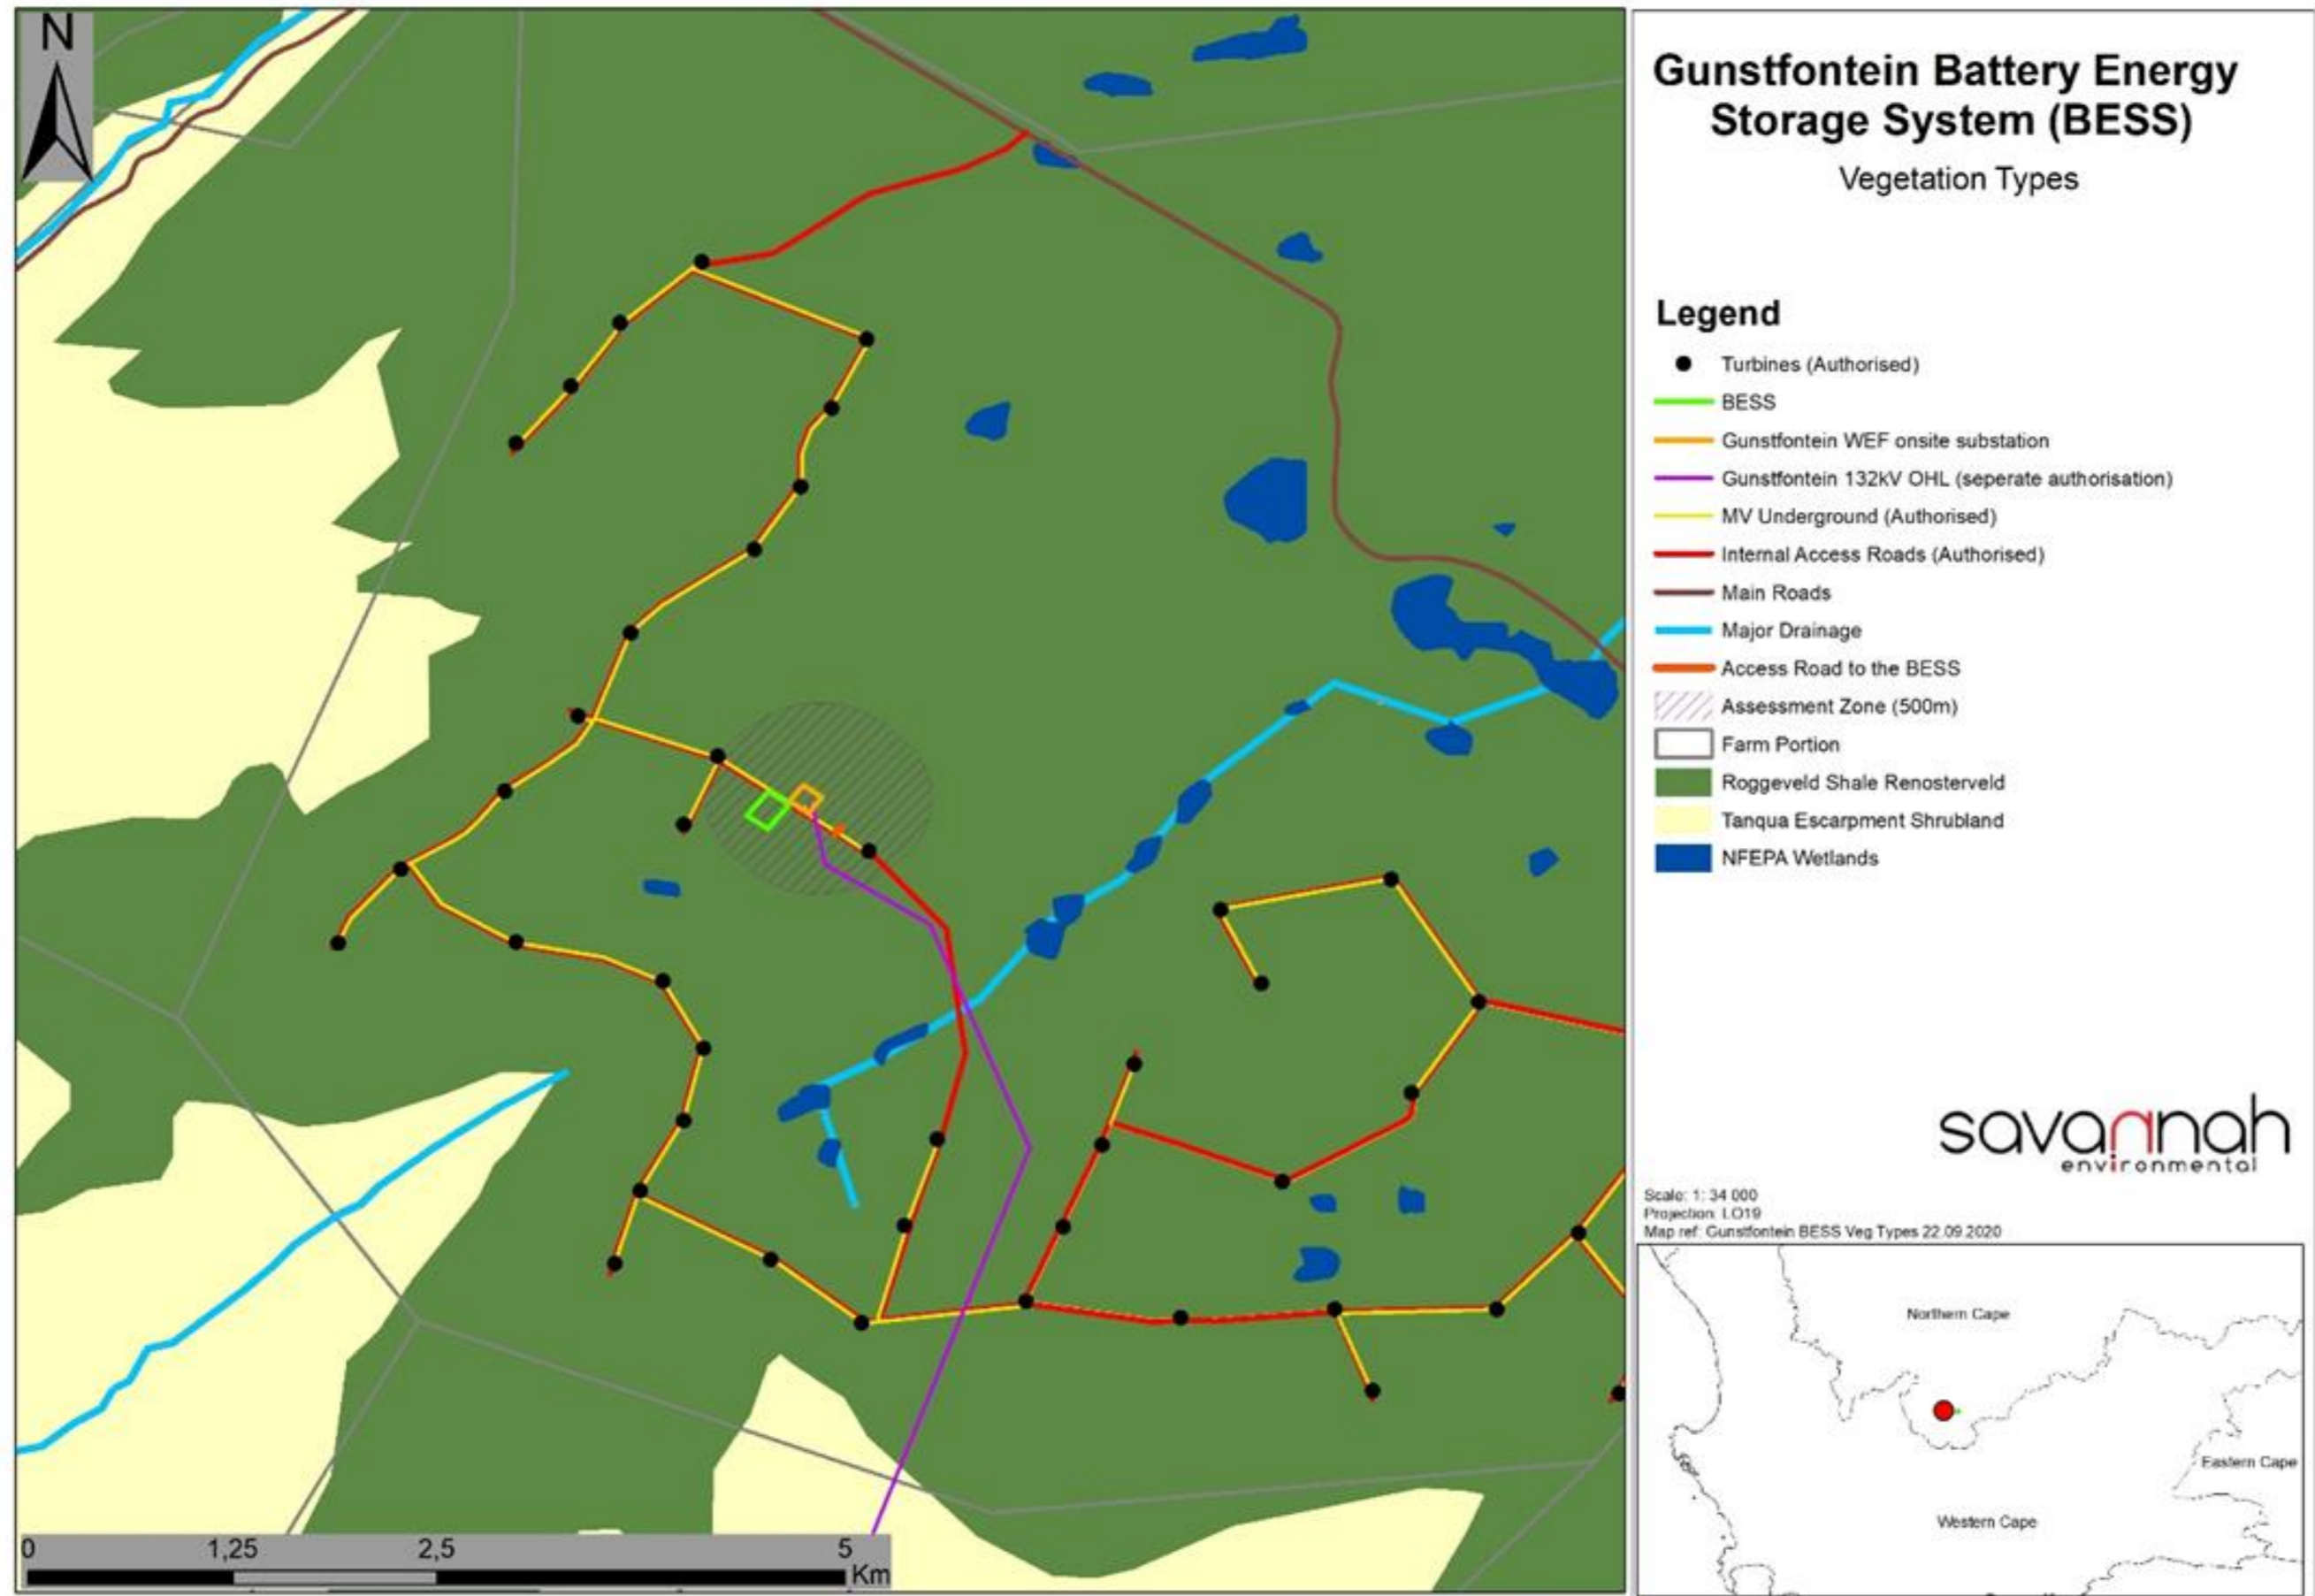 N
Gunstfontein Battery Energy
Storage System (BESS)
Vegetation Types
Legend
Turbines (Authorised)
BESS
Gunstfontein WEF onsite substation
Gunstfontein 132kV OHL (seperate authorisation)
MV Underground (Authorised)
Internal Access Roads (Authorised)
Main Roads
Major Drainage
Access Road to the BESS
Assessment Zone (500m)
Farm Portion
Roggeveld Shale Renosterveld
Tanqua Escarpment Shrubland
NFEPA Wetlands
savannah
environmental
Scale: 1: 34 000
Projection: LO19
Map ref: Gunstfontein BESS Veg Types 22.09.2020
Northern Cape
Eastern Cape
Western Cape
0 1,25 2,5 5
Km